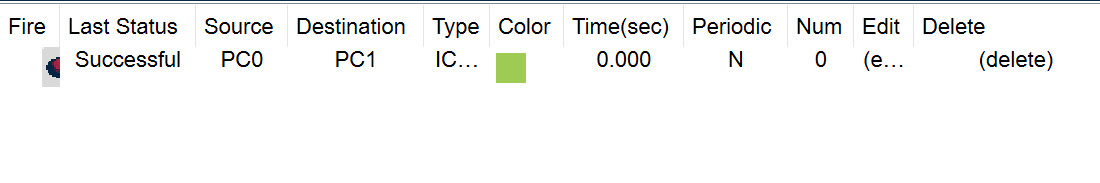 Fire Last Status Source Destination Type Color Time(sec) Periodic Num Edit Delete
Successful PC0 PC1 IC... 0.000 N 0 (e... (delete)